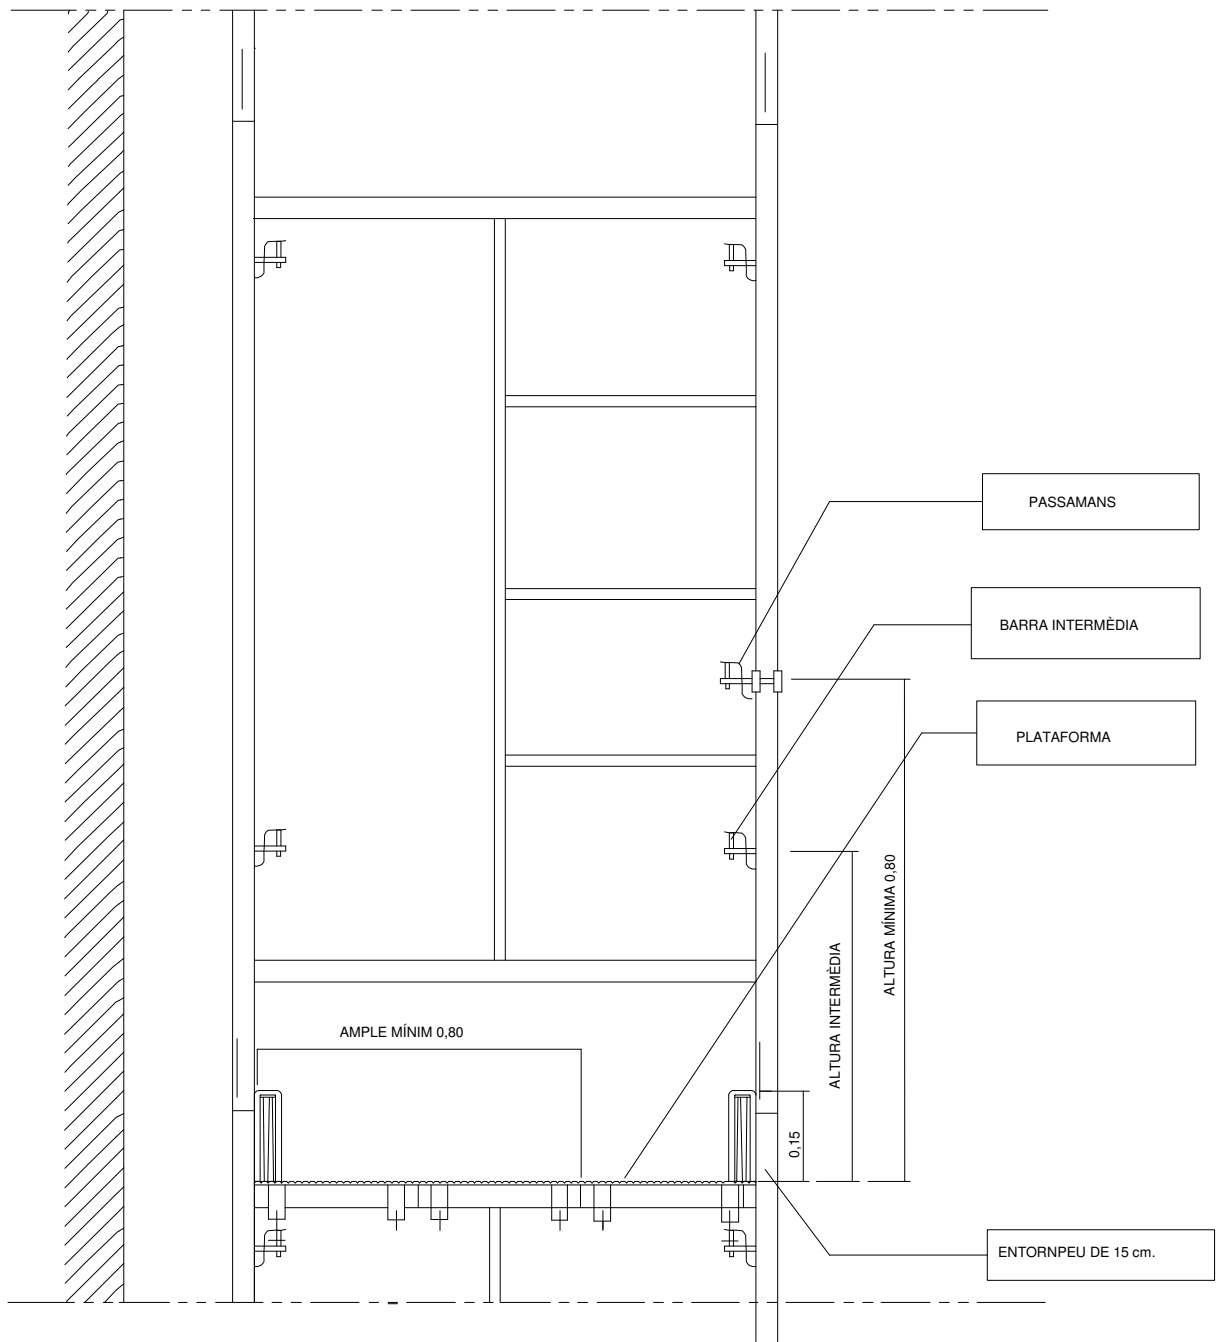 PASSAMANS
BARRA INTERMÈDIA
PLATAFORMA
ALTURA MÍNIMA 0,80
ALTURA INTERMÈDIA
AMPLE MÍNIM 0,80
0,15
ENTORNPEU DE 15 cm.